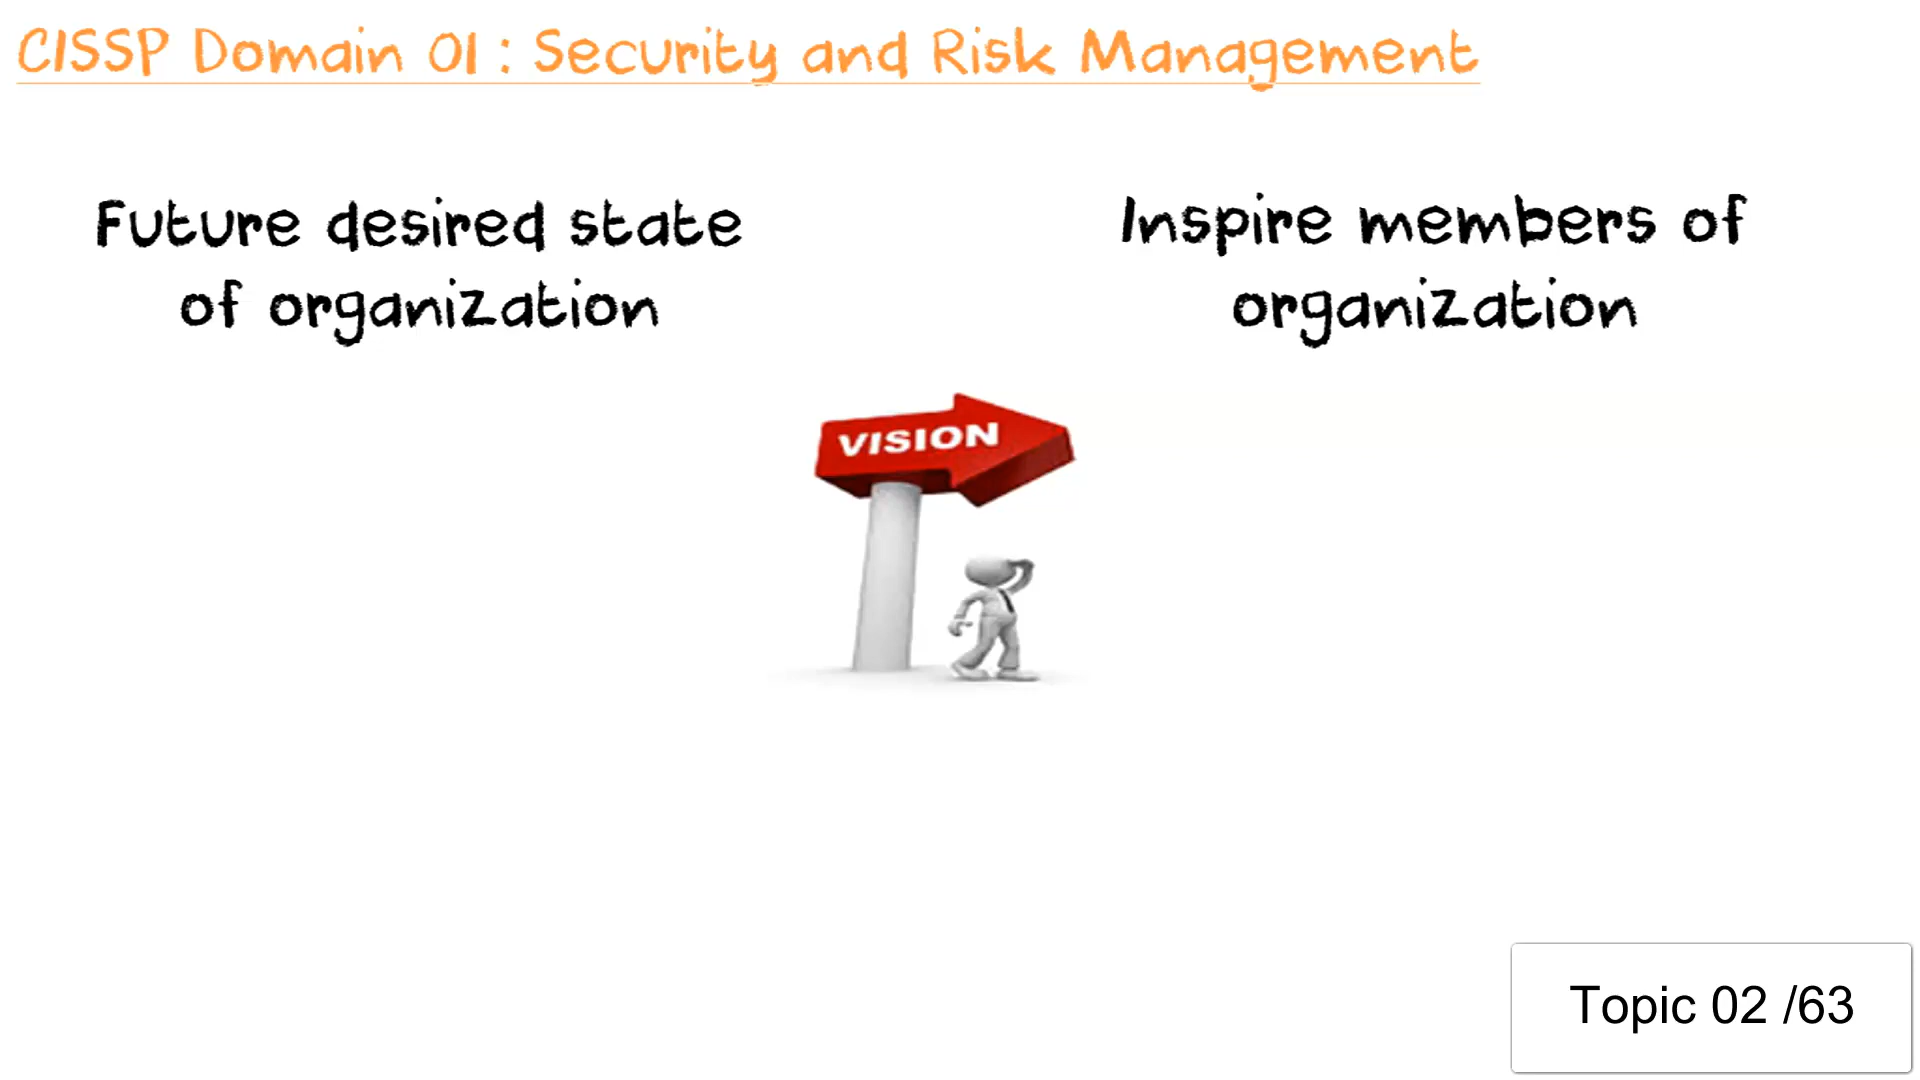 CISSP Domain 01 : Security and Risk Management
Future desired state
of organization
Inspire members of
organization
VISION
Topic 02 /63